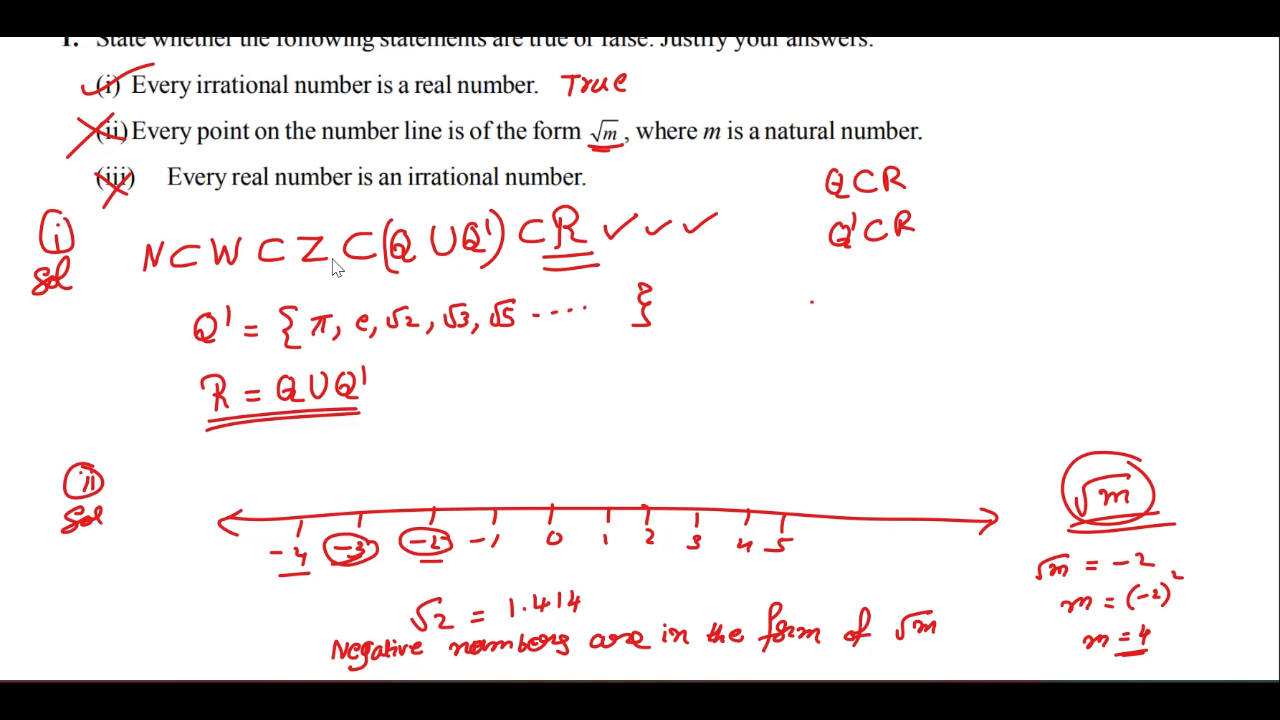 1. State whether the following statements are true or false. Justify your answers.
(i) Every irrational number is a real number. True
(ii) Every point on the number line is of the form √m, where m is a natural number.
(iii) Every real number is an irrational number.
Q⊂R
Q'⊂R
(i)
Sol
N⊂W⊂Z⊂(Q∪Q')⊂R ✓✓✓
Q' = {π, e, √2, √3, √5 ---- }
R = Q∪Q'
(ii)
Sol
-4 -3 -2 -1 0 1 2 3 4 5
√m
√m = -2
m = (-2)²
m = 4
√2 = 1.414
Negative numbers are in the form of √m